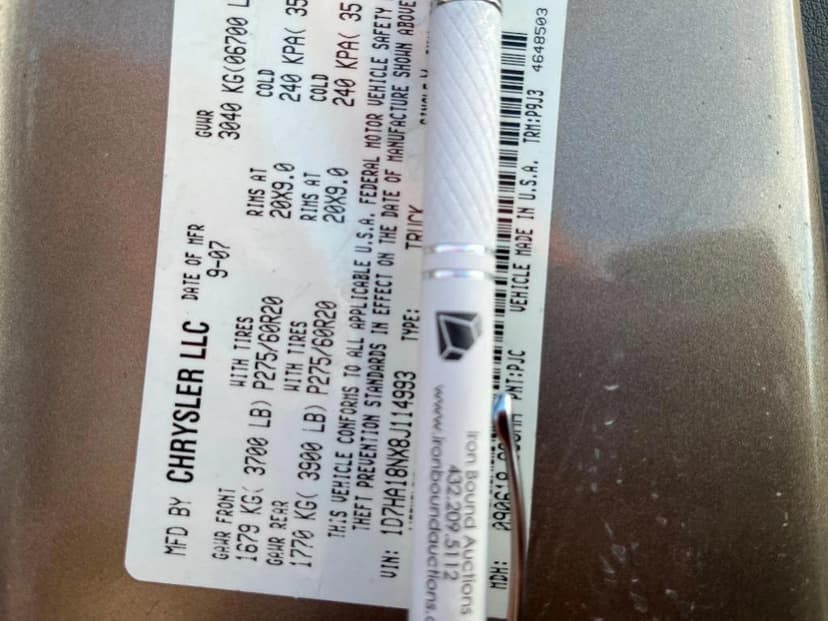 MFD BY CHRYSLER LLC DATE OF MFR GVWR
9-07 3040 KG(06700 L
GAWR FRONT WITH TIRES RIMS AT COLD
1679 KG( 3700 LB) P275/60R20 20X9.0 240 KPA( 35
GAWR REAR WITH TIRES RIMS AT COLD
1770 KG( 3900 LB) P275/60R20 20X9.0 240 KPA( 35
THIS VEHICLE CONFORMS TO ALL APPLICABLE U.S.A. FEDERAL MOTOR VEHICLE SAFETY
THEFT PREVENTION STANDARDS IN EFFECT ON THE DATE OF MANUFACTURE SHOWN ABOVE
VIN: 1D7HA18NX8J114993 TYPE: TRUCK
MDH: PNT:PJC VEHICLE MADE IN U.S.A. TRM:P9J3 4648503
Iron Bound Auctions
432.209.5112
www.ironboundauctions.c